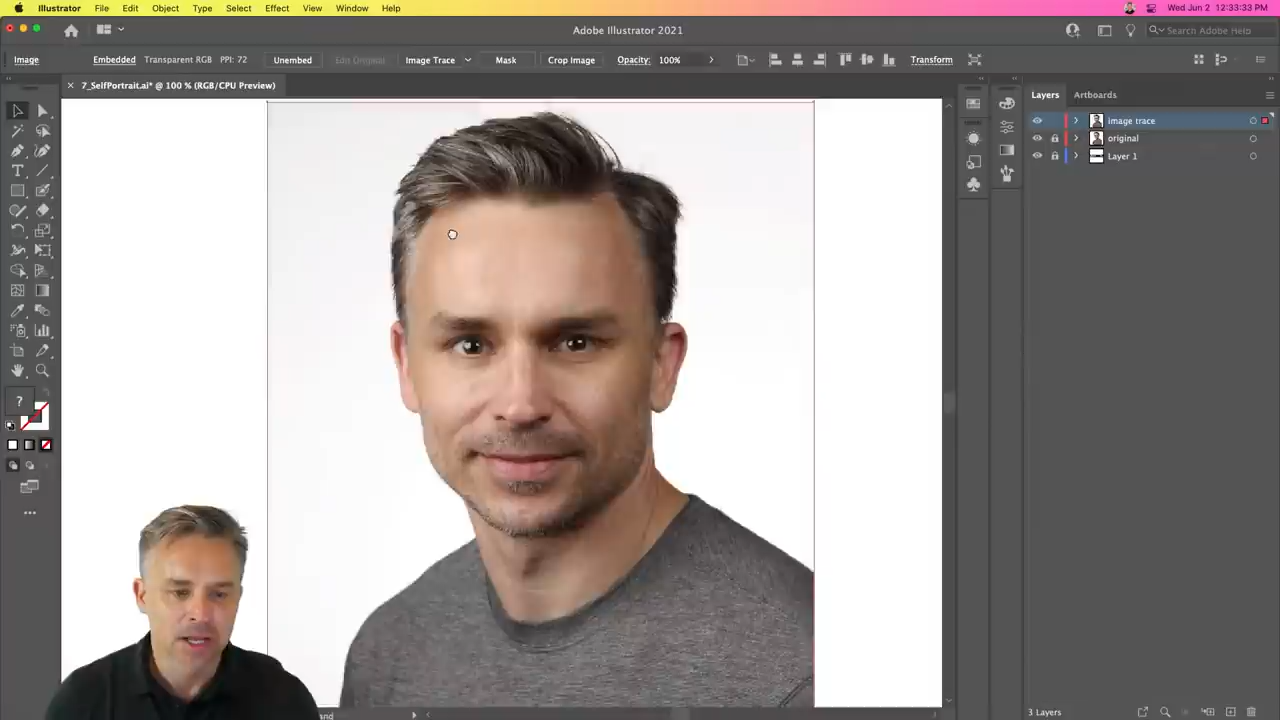 Illustrator File Edit Object Type Select Effect View Window Help Wed Jun 2 12:33:33 PM
Adobe Illustrator 2021 Search Adobe Help
Image Embedded Transparent RGB PPI: 72 Unembed Edit Original Image Trace Mask Crop Image Opacity: 100% Transform
× 7_SelfPortrait.ai* @ 100 % (RGB/CPU Preview)
Layers Artboards
image trace
original
Layer 1
?
3 Layers